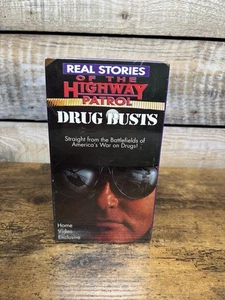 REAL STORIES
OF THE
HIGHWAY
PATROL
DRUG BUSTS
Straight from the Battlefields of
America's War on Drugs!
Home
Video
Exclusive